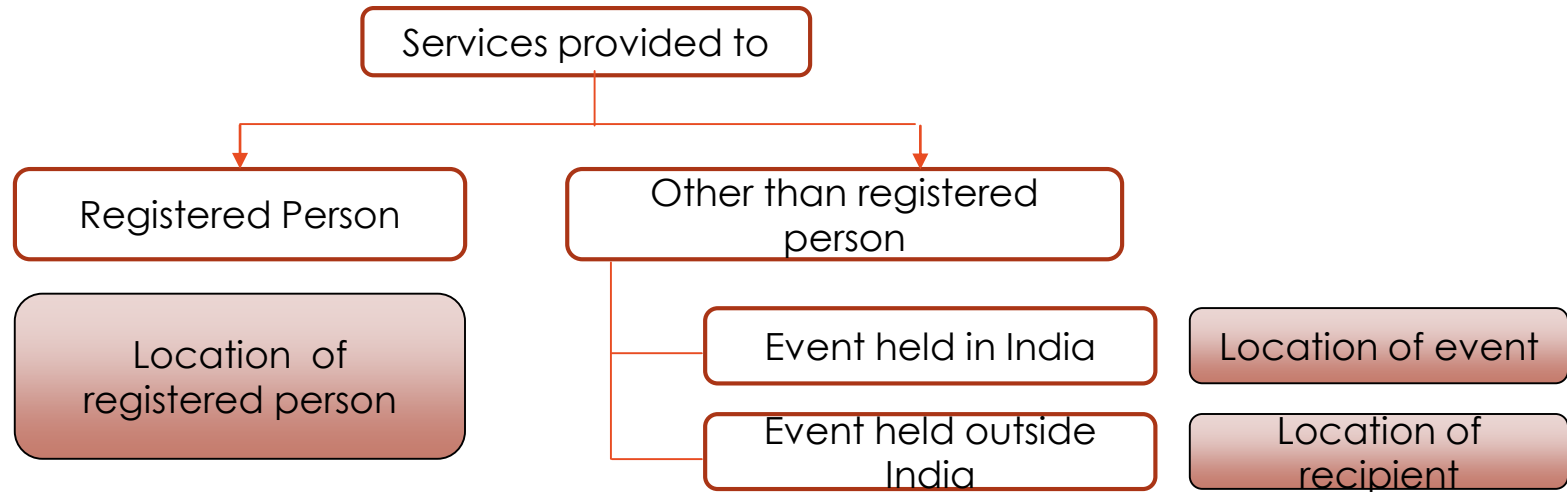 Services provided to
Registered Person
Other than registered
person
Location of
registered person
Event held in India
Location of event
Event held outside
India
Location of
recipient